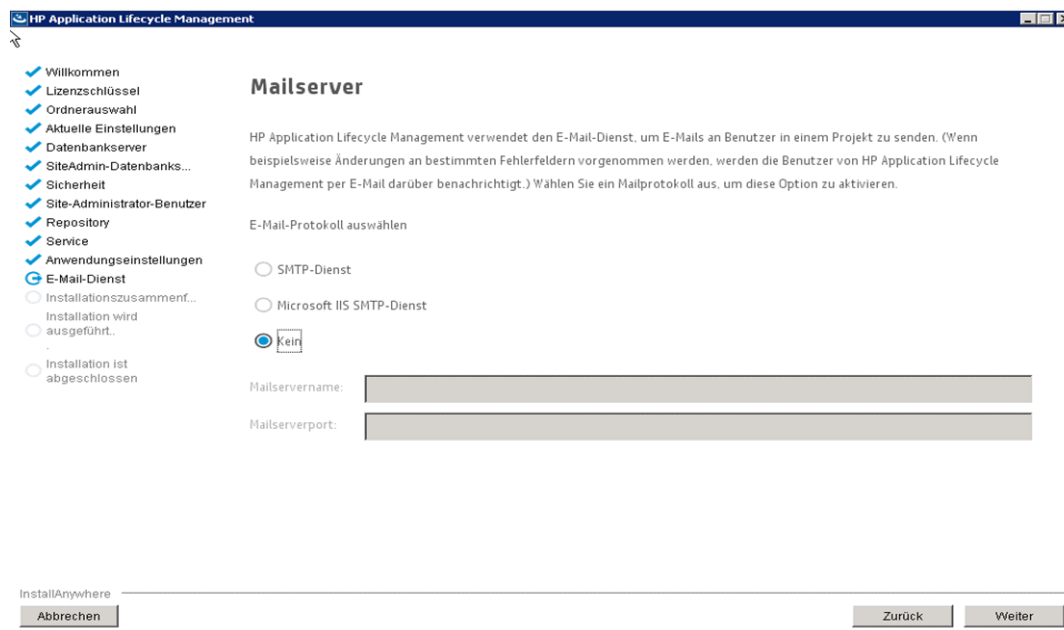 HP Application Lifecycle Management
Willkommen
Lizenzschlüssel
Ordnerauswahl
Aktuelle Einstellungen
Datenbankserver
SiteAdmin-Datenbanks...
Sicherheit
Site-Administrator-Benutzer
Repository
Service
Anwendungseinstellungen
E-Mail-Dienst
Installationszusammenf...
Installation wird
ausgeführt..
.
Installation ist
abgeschlossen
Mailserver
HP Application Lifecycle Management verwendet den E-Mail-Dienst, um E-Mails an Benutzer in einem Projekt zu senden. (Wenn
beispielsweise Änderungen an bestimmten Fehlerfeldern vorgenommen werden, werden die Benutzer von HP Application Lifecycle
Management per E-Mail darüber benachrichtigt.) Wählen Sie ein Mailprotokoll aus, um diese Option zu aktivieren.
E-Mail-Protokoll auswählen
SMTP-Dienst
Microsoft IIS SMTP-Dienst
Kein
Mailservername:
Mailserverport:
InstallAnywhere
Abbrechen
Zurück
Weiter